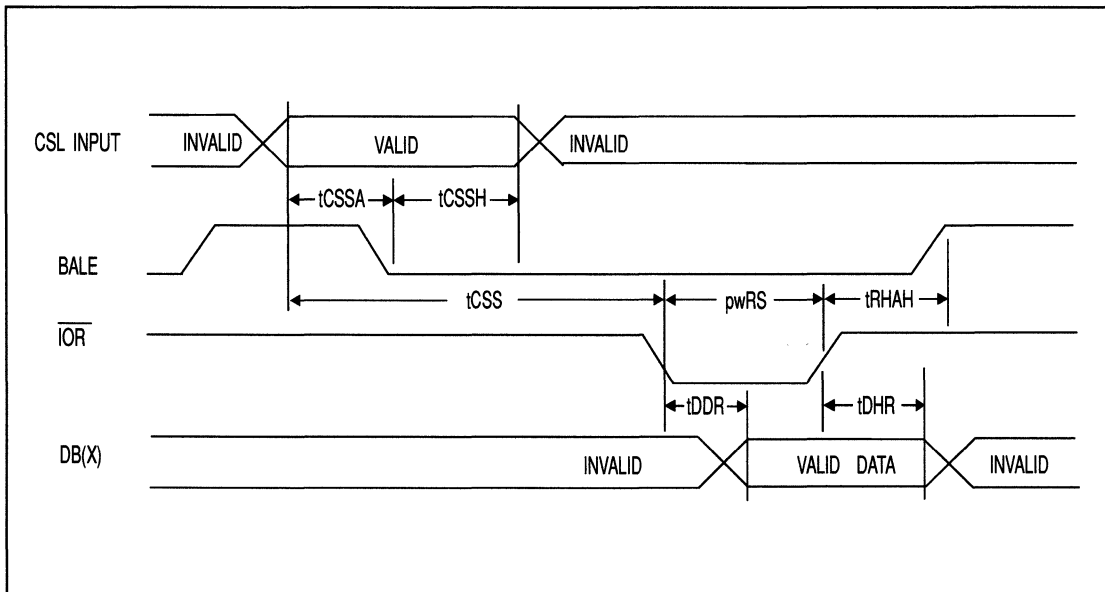 CSL INPUT INVALID VALID INVALID
tCSSA tCSSH
BALE
tCSS pwRS tRHAH
IOR
tDDR tDHR
DB(X) INVALID VALID DATA INVALID